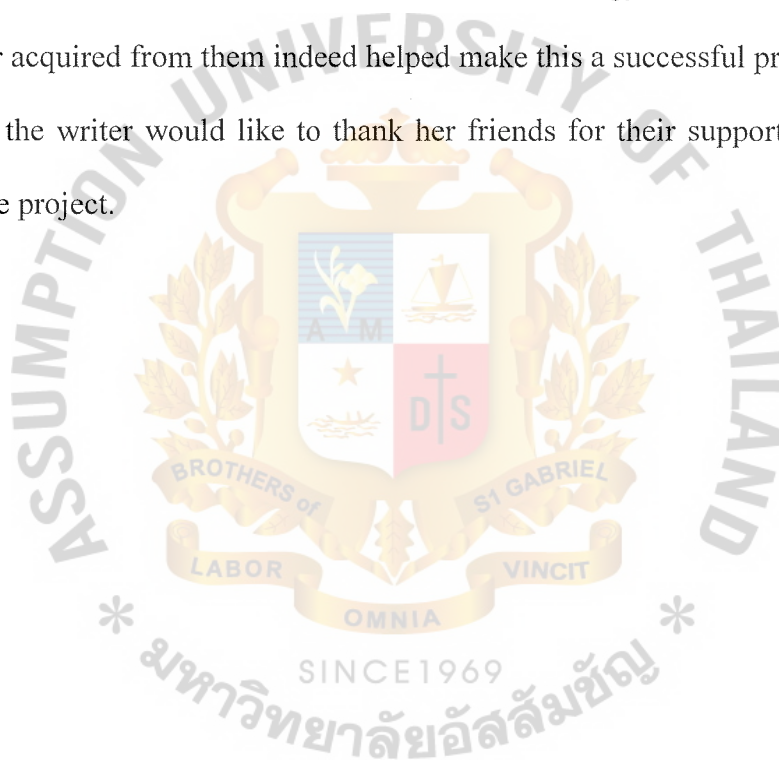 r acquired from them indeed helped make this a successful pr
the writer would like to thank her friends for their support
e project.
ASSUMPTION UNIVERSITY OF THAILAND
A M
D S
BROTHERS of S1 GABRIEL
LABOR VINCIT
OMNIA
SINCE1969
มหาวิทยาลัยอัสสัมชัญ